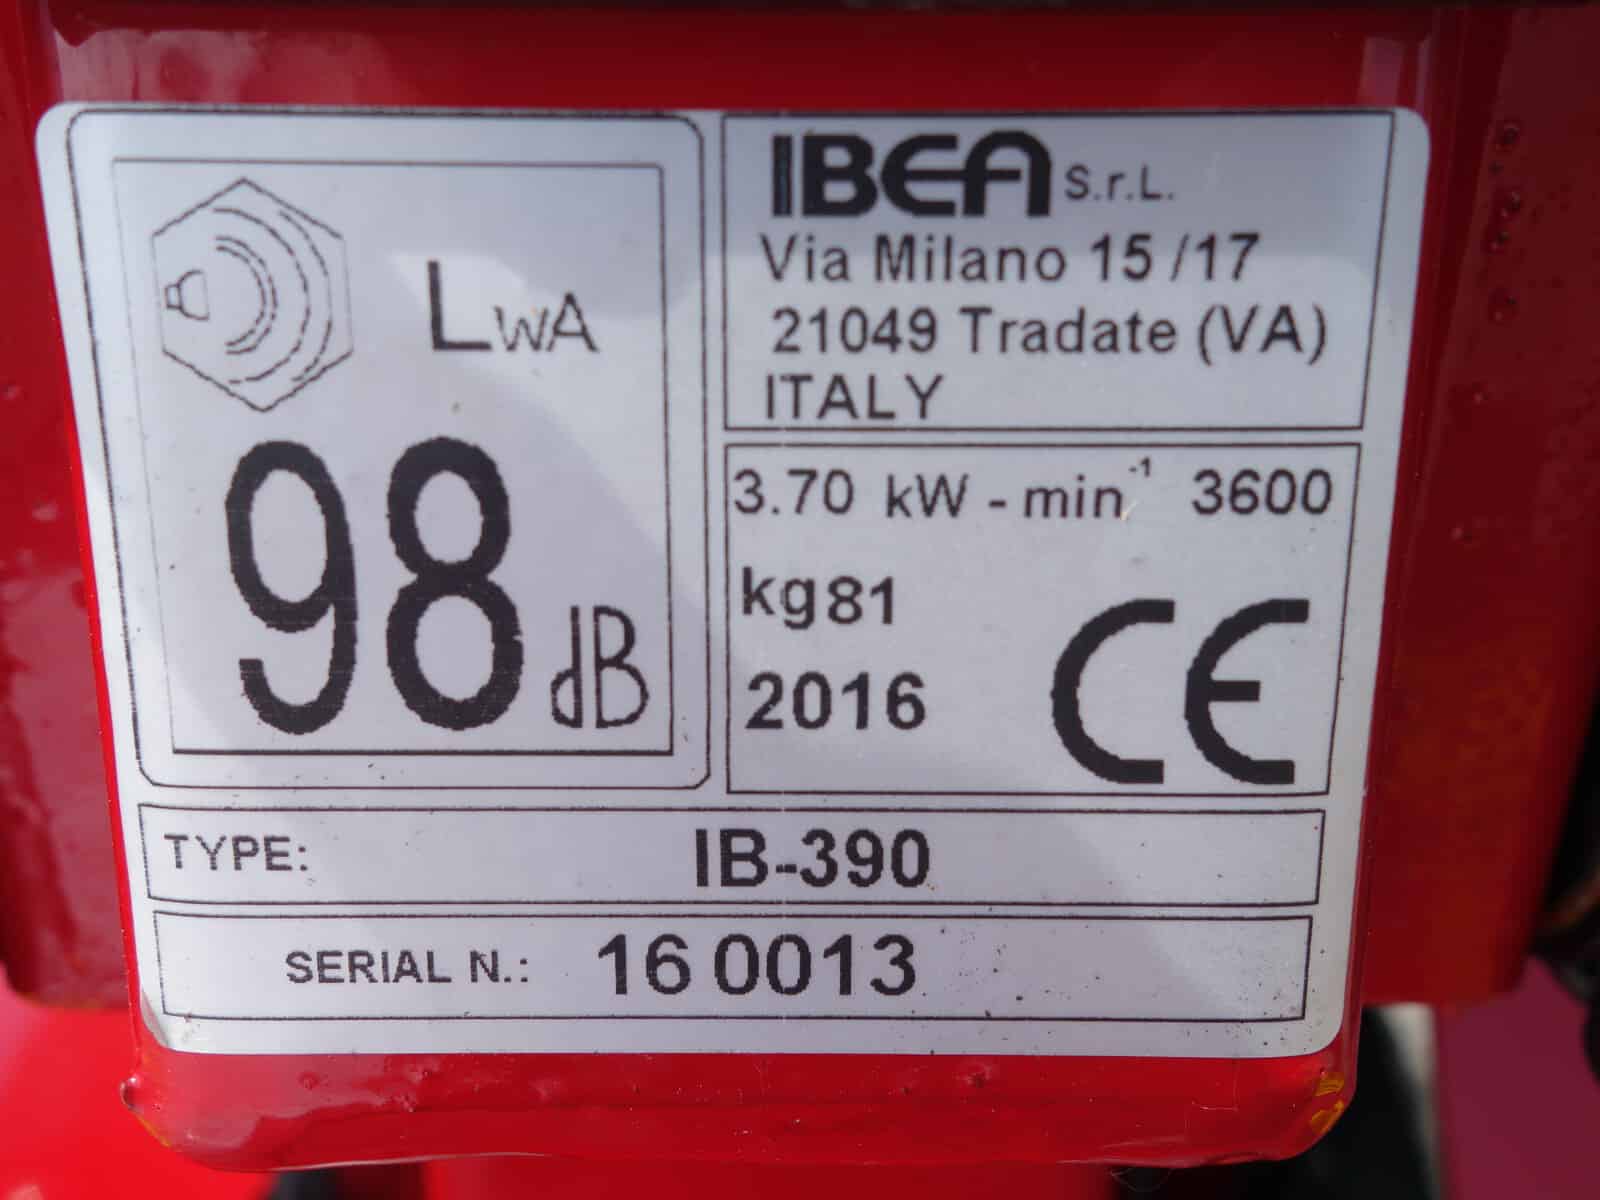 LWA
98 dB
IBEA S.r.L.
Via Milano 15 /17
21049 Tradate (VA)
ITALY
3.70 kW - min⁻¹ 3600
kg 81
2016
CE
TYPE: IB-390
SERIAL N.: 16 0013